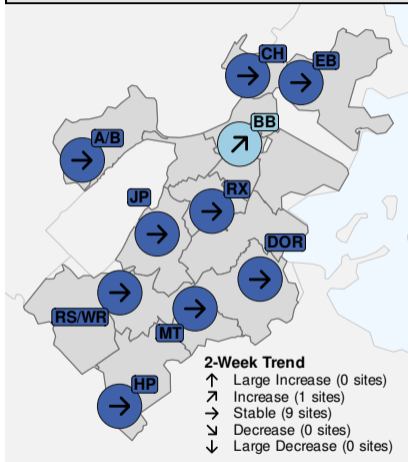 CH
EB
BB
A/B
RX
JP
DOR
RS/WR
MT
HP
2-Week Trend
↑ Large Increase (0 sites)
↗ Increase (1 sites)
→ Stable (9 sites)
↘ Decrease (0 sites)
↓ Large Decrease (0 sites)